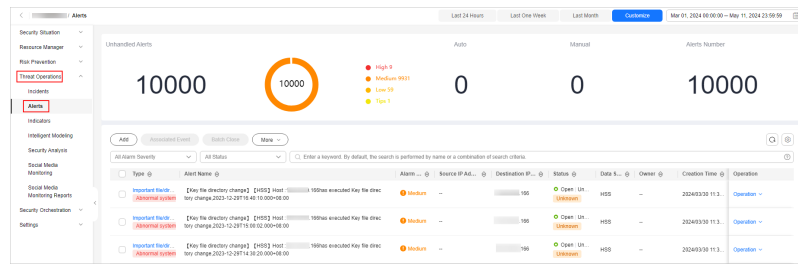 / Alerts
Last 24 Hours
Last One Week
Last Month
Customize
Mar 01, 2024 00:00:00 – May 11, 2024 23:59:59
Security Situation
Resource Manager
Risk Prevention
Threat Operations
Incidents
Alerts
Indicators
Intelligent Modeling
Security Analysis
Social Media
Monitoring
Social Media
Monitoring Reports
Security Orchestration
Settings
Unhandled Alerts
Auto
Manual
Alerts Number
10000
10000
High 9
Medium 9931
Low 59
Tips 1
0
0
10000
Add
Associated Event
Batch Close
More
All Alarm Severity
All Status
Enter a keyword. By default, the search is performed by name or a combination of search criteria.
Type
Alert Name
Alarm ...
Source IP Ad...
Destination IP...
Status
Data S...
Owner
Creation Time
Operation
Important file/dir...
Abnormal system
【Key file directory change】【HSS】Host 166has executed Key file direc
tory change,2023-12-29T16:40:10.000+08:00
Medium
--
166
Open : Un...
Unknown
HSS
--
2024/03/30 11:3...
Operation
Important file/dir...
Abnormal system
【Key file directory change】【HSS】Host 166has executed Key file direc
tory change,2023-12-29T15:00:02.000+08:00
Medium
--
166
Open : Un...
Unknown
HSS
--
2024/03/30 11:3...
Operation
Important file/dir...
Abnormal system
【Key file directory change】【HSS】Host 166has executed Key file direc
tory change,2023-12-29T14:30:20.000+08:00
Medium
--
166
Open : Un...
Unknown
HSS
--
2024/03/30 11:3...
Operation